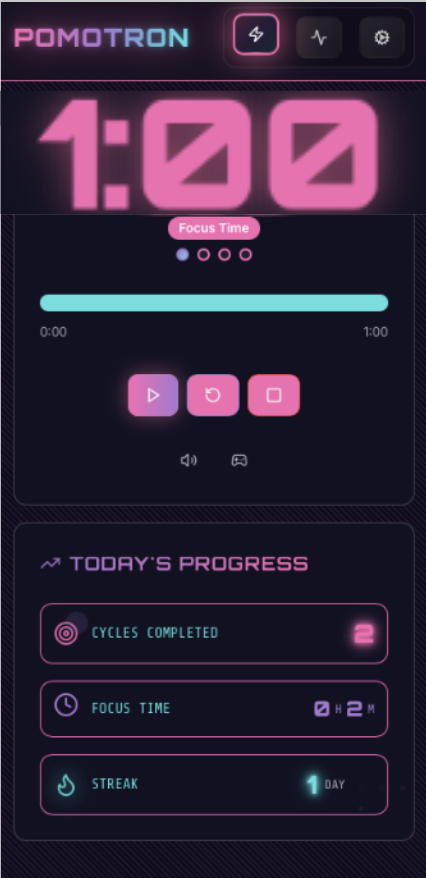 POMOTRON
1:00
Focus Time
0:00 1:00
TODAY'S PROGRESS
CYCLES COMPLETED 2
FOCUS TIME 0 H 2 M
STREAK 1 DAY